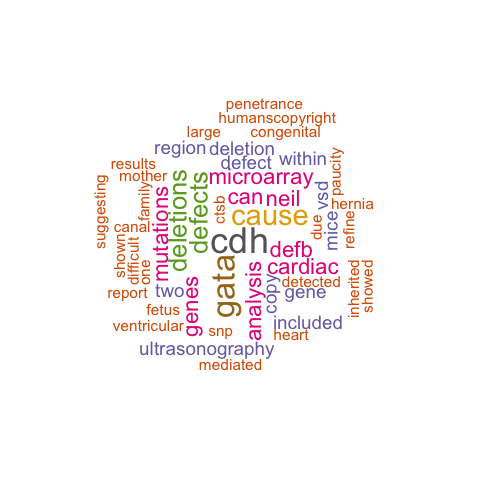 penetrance
humanscopyright
large congenital
region deletion
defect within
results microarray
mother
paucity
suggesting
family
mutations
deletions
defects
ctsb
can neil
vsd
hernia
cause
due
mice
refine
canal
shown
difficult
one
cdh
defb
cardiac
gata
analysis
copy
detected
inherited
showed
report two
genes
gene
fetus
ventricular
snp
included
heart
ultrasonography
mediated